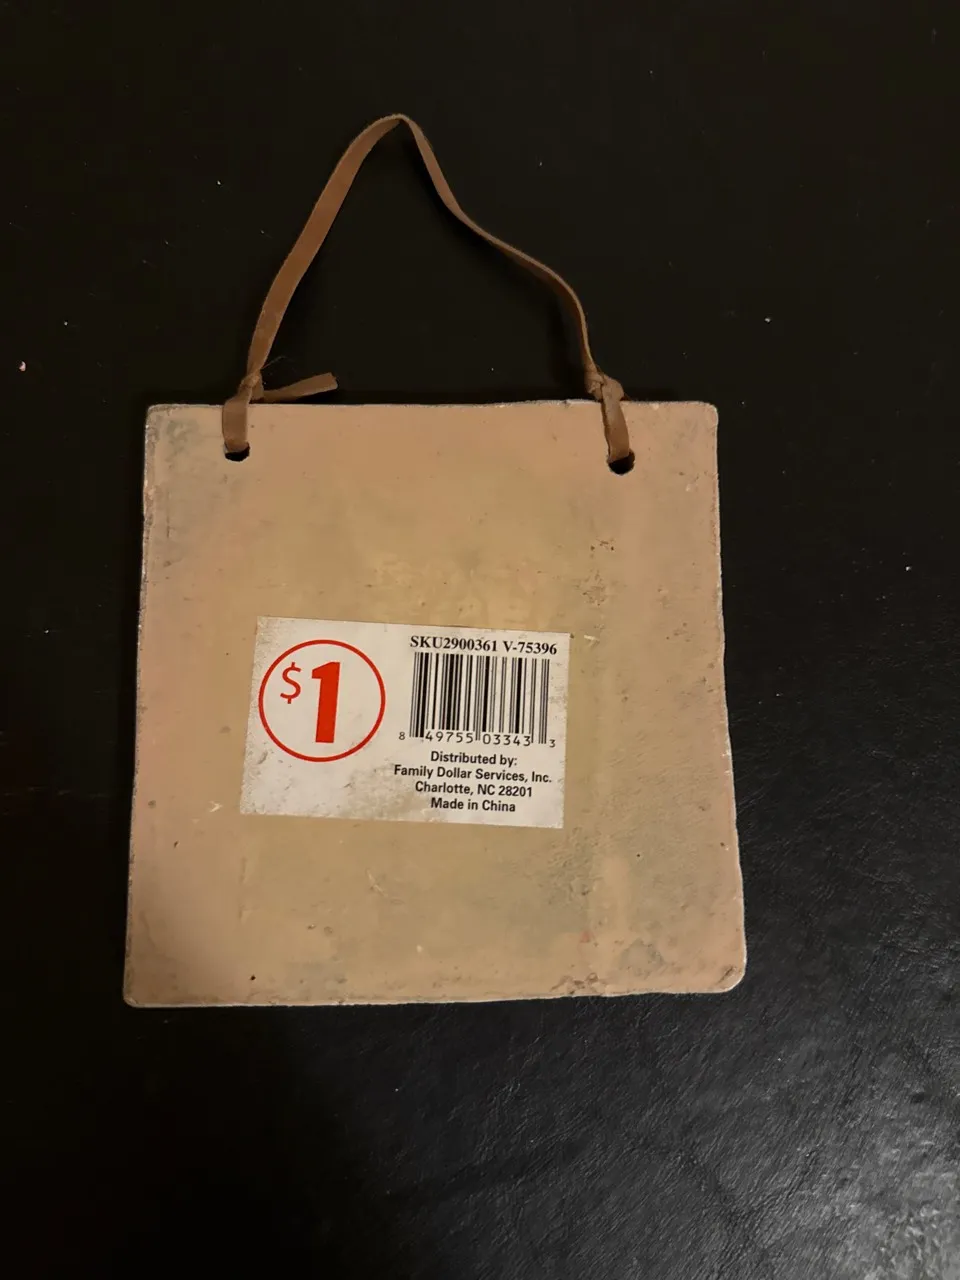 $1
SKU2900361 V-75396
8 49755 03343 3
Distributed by:
Family Dollar Services, Inc.
Charlotte, NC 28201
Made in China